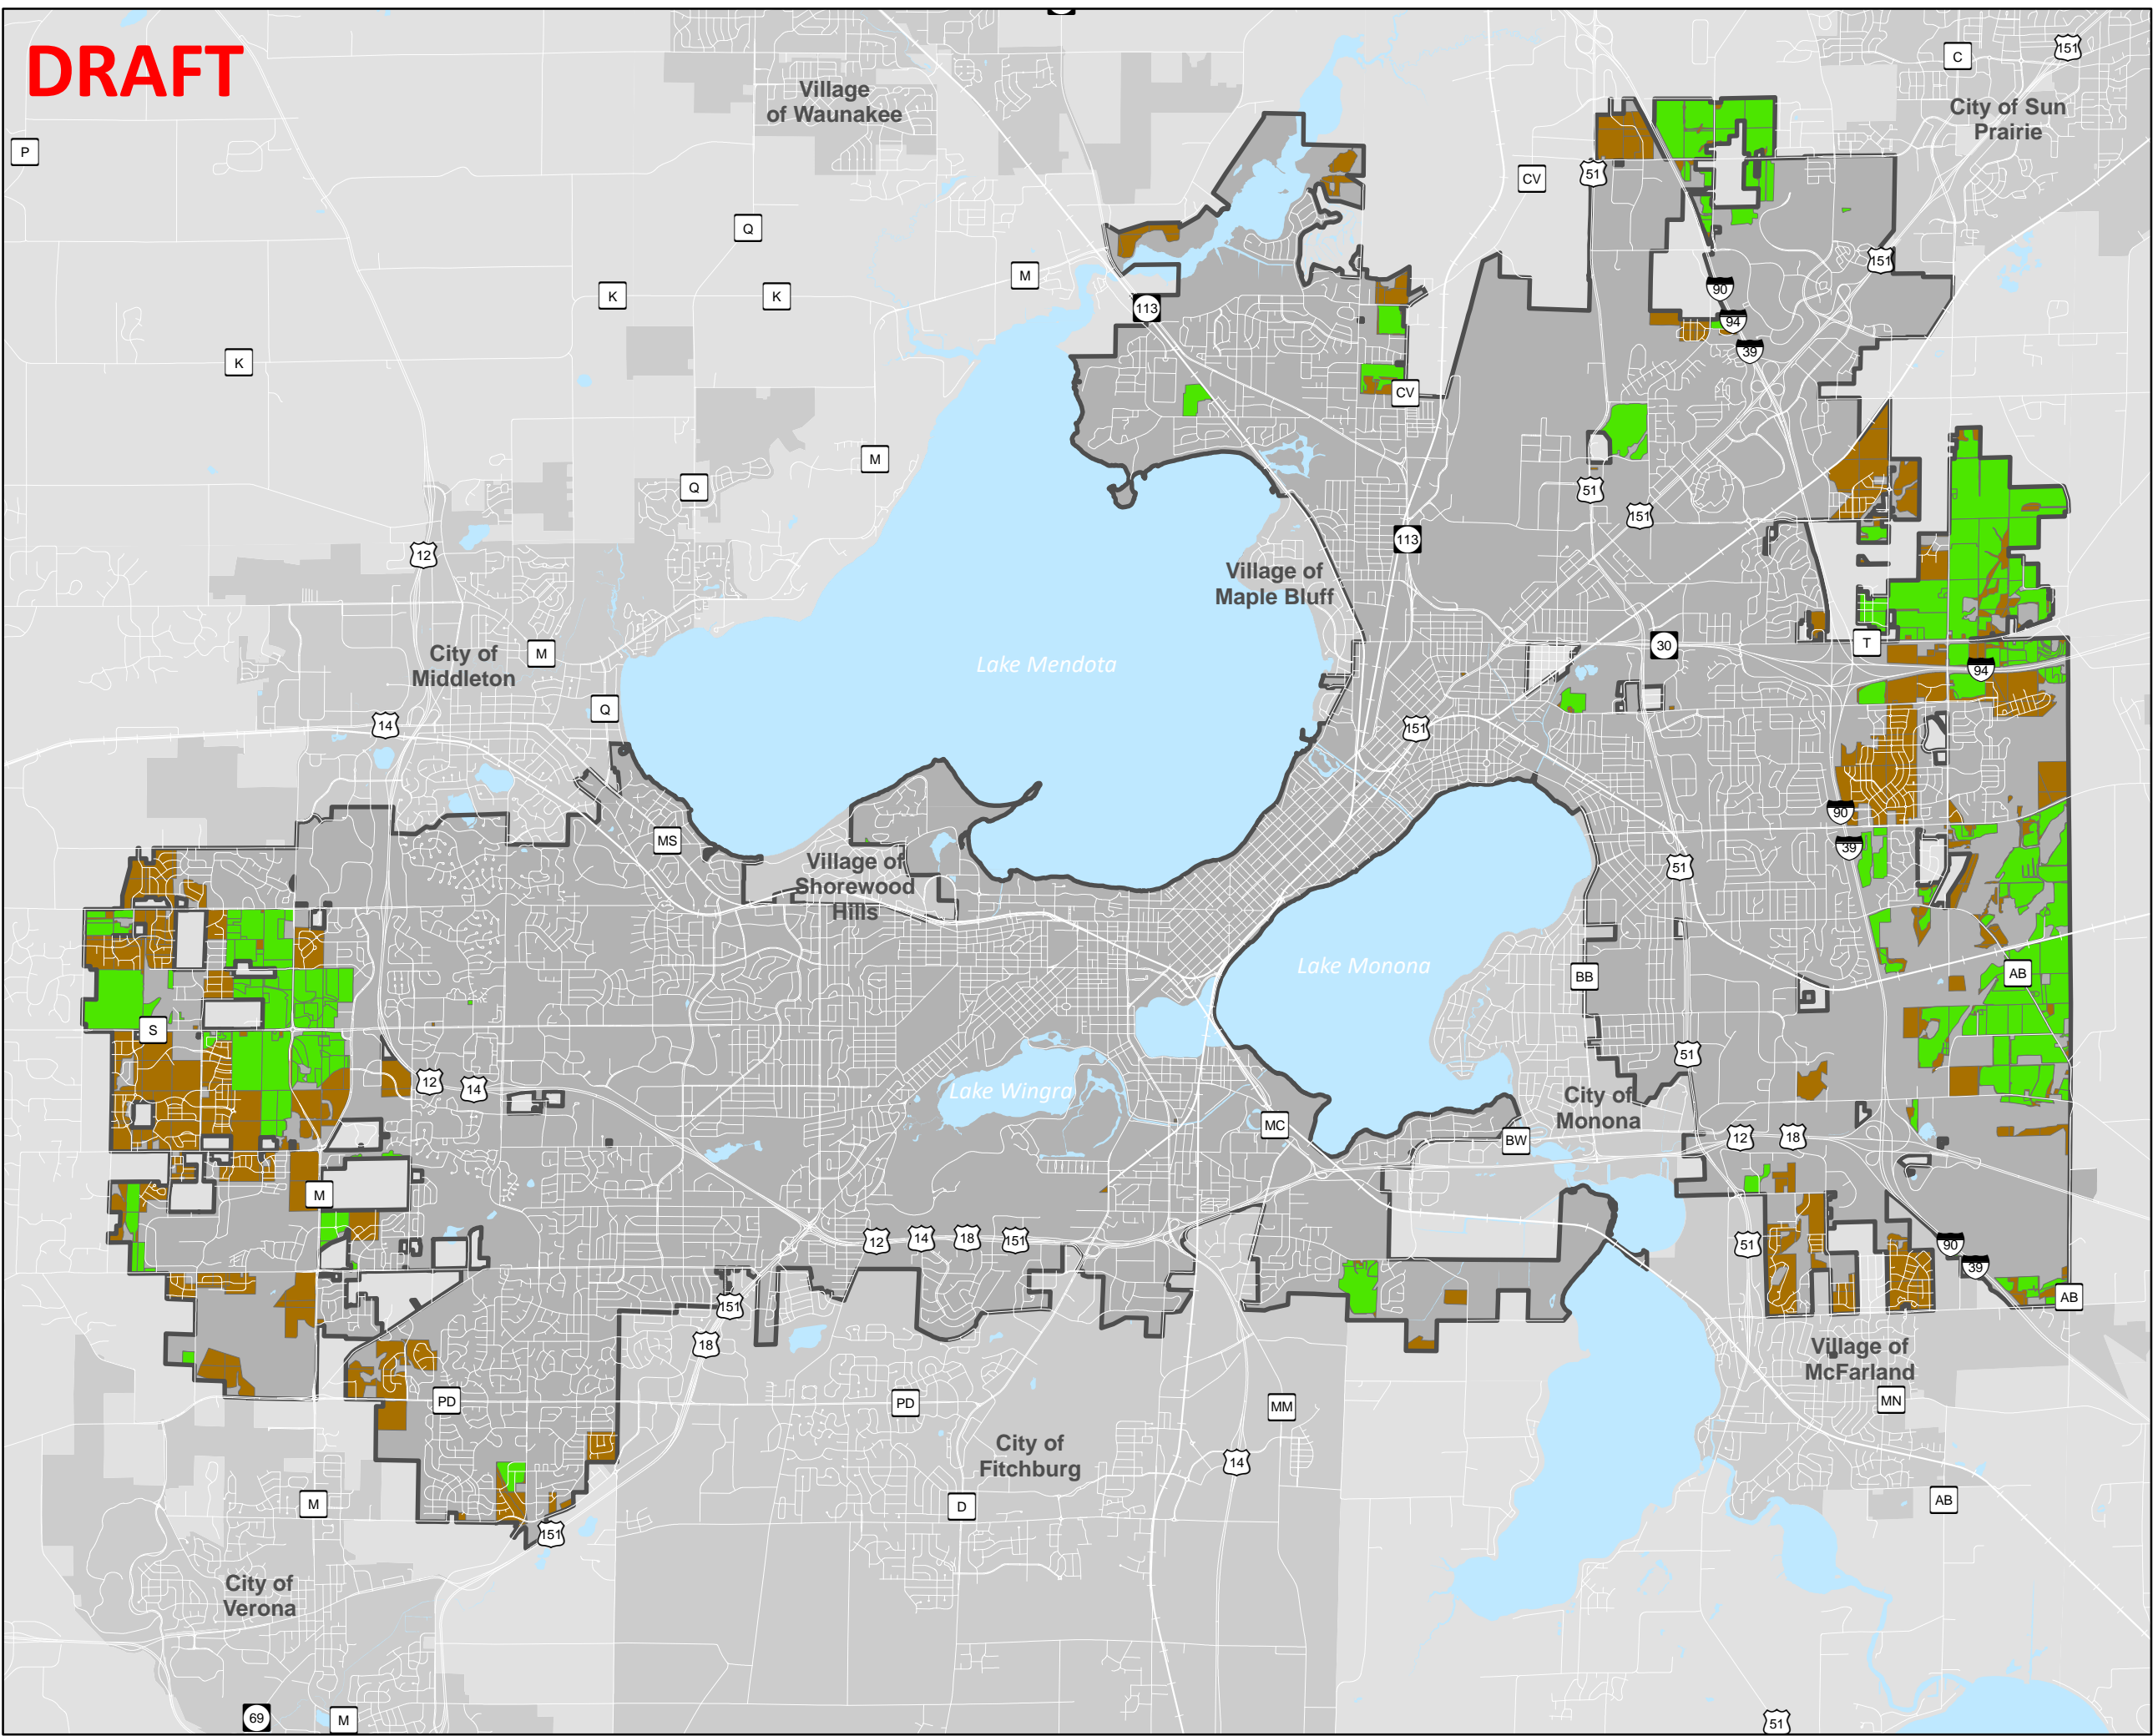 DRAFT
C
151
Village
of Waunakee
City of Sun
Prairie
P
CV
51
Q
151
M
K
K
90
113
94
39
K
CV
M
Q
51
151
12
113
Village of
Maple Bluff
30
T
City of
Middleton
M
Lake Mendota
94
Q
14
151
90
MS
39
Village of
Shorewood
Hills
51
Lake Monona
AB
BB
S
51
12
14
Lake Wingra
City of
Monona
MC
BW
12
18
M
12
14
18
151
51
90
39
AB
151
18
Village of
McFarland
PD
PD
MM
MN
City of
Fitchburg
14
M
D
AB
151
City of
Verona
69
M
51